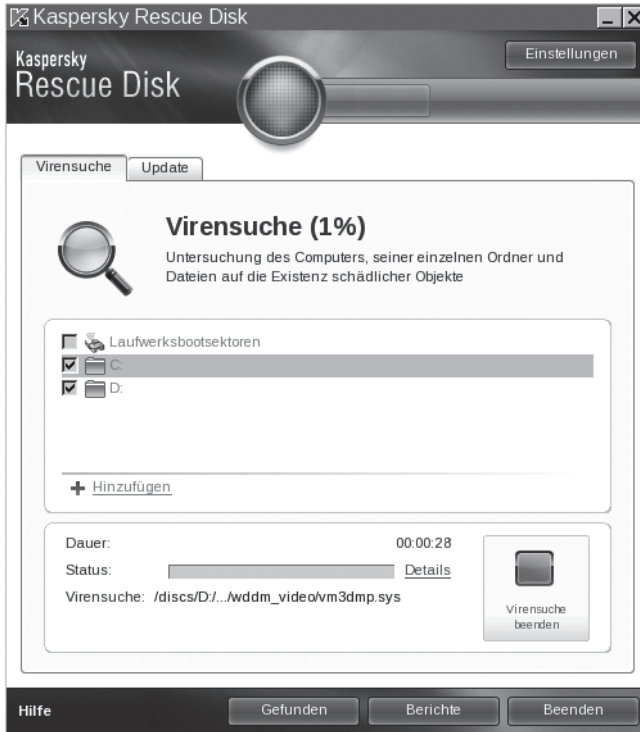 Kaspersky Rescue Disk
Kaspersky
Rescue Disk
Einstellungen
Virensuche
Update
Virensuche (1%)
Untersuchung des Computers, seiner einzelnen Ordner und
Dateien auf die Existenz schädlicher Objekte
Laufwerksbootsektoren
C:
D:
Hinzufügen
Dauer: 00:00:28
Status: Details
Virensuche: /discs/D:/.../wddm_video/vm3dmp.sys
Virensuche
beenden
Hilfe
Gefunden
Berichte
Beenden